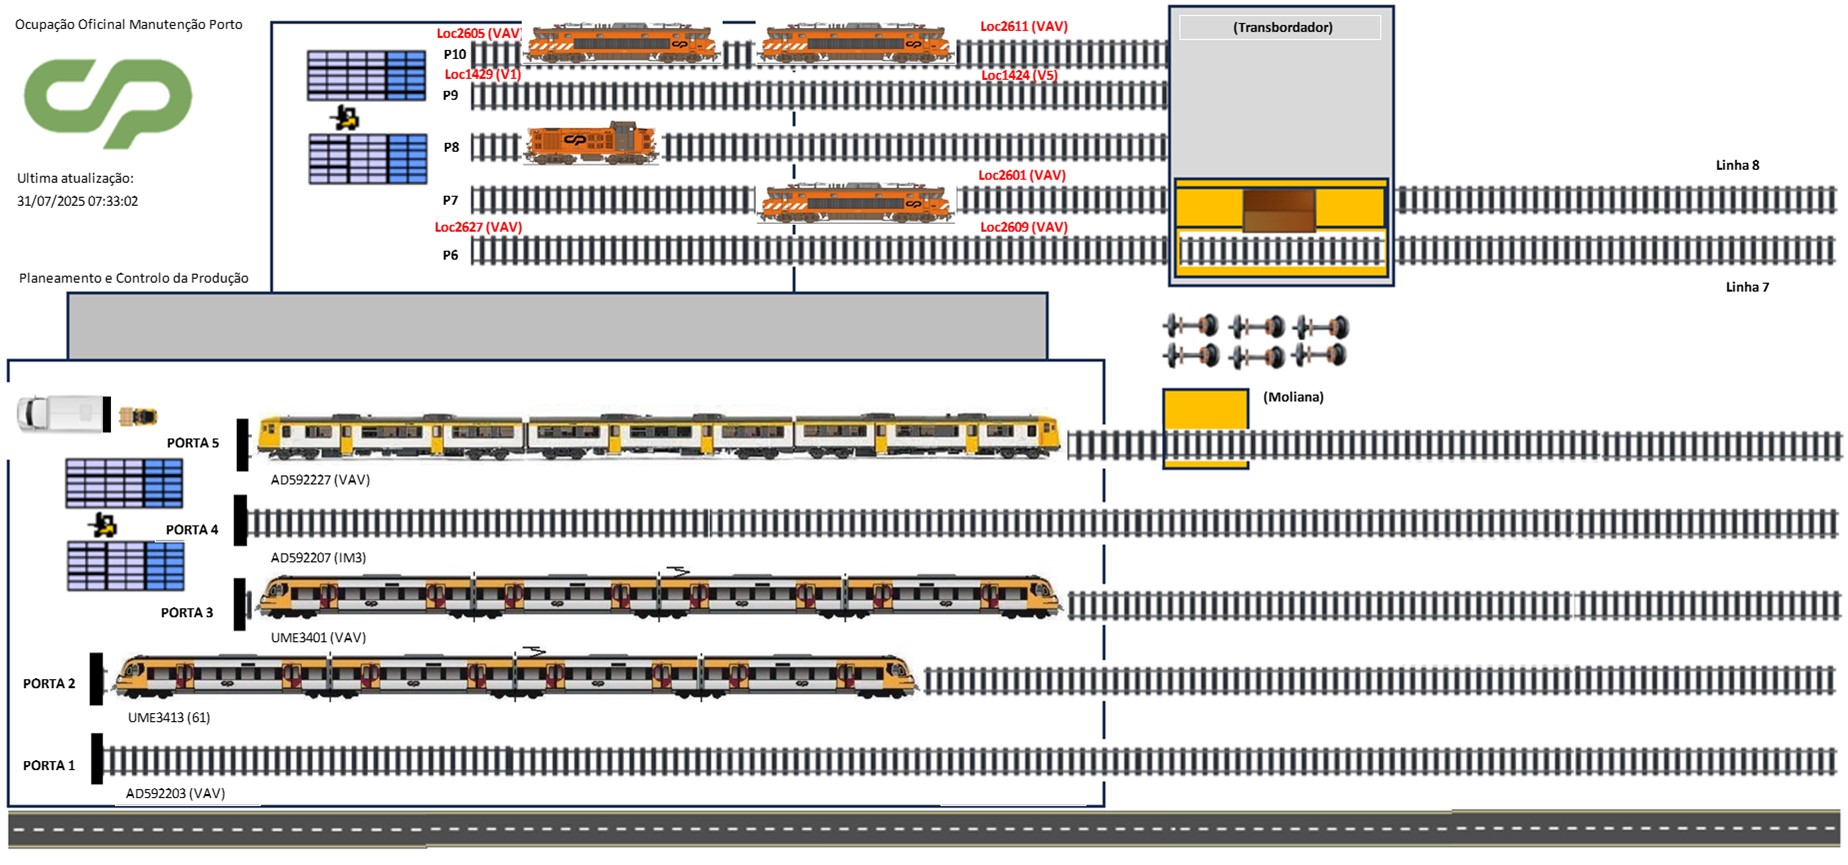 Ocupação Oficinal Manutenção Porto
CP
Ultima atualização:
31/07/2025 07:33:02
Planeamento e Controlo da Produção
Loc2605 (VAV)
Loc2611 (VAV)
P10
Loc1429 (V1)
Loc1424 (V5)
P9
P8
Loc2601 (VAV)
P7
Loc2627 (VAV)
Loc2609 (VAV)
P6
(Transbordador)
Linha 8
Linha 7
(Moliana)
PORTA 5
AD592227 (VAV)
PORTA 4
AD592207 (IM3)
PORTA 3
UME3401 (VAV)
PORTA 2
UME3413 (61)
PORTA 1
AD592203 (VAV)